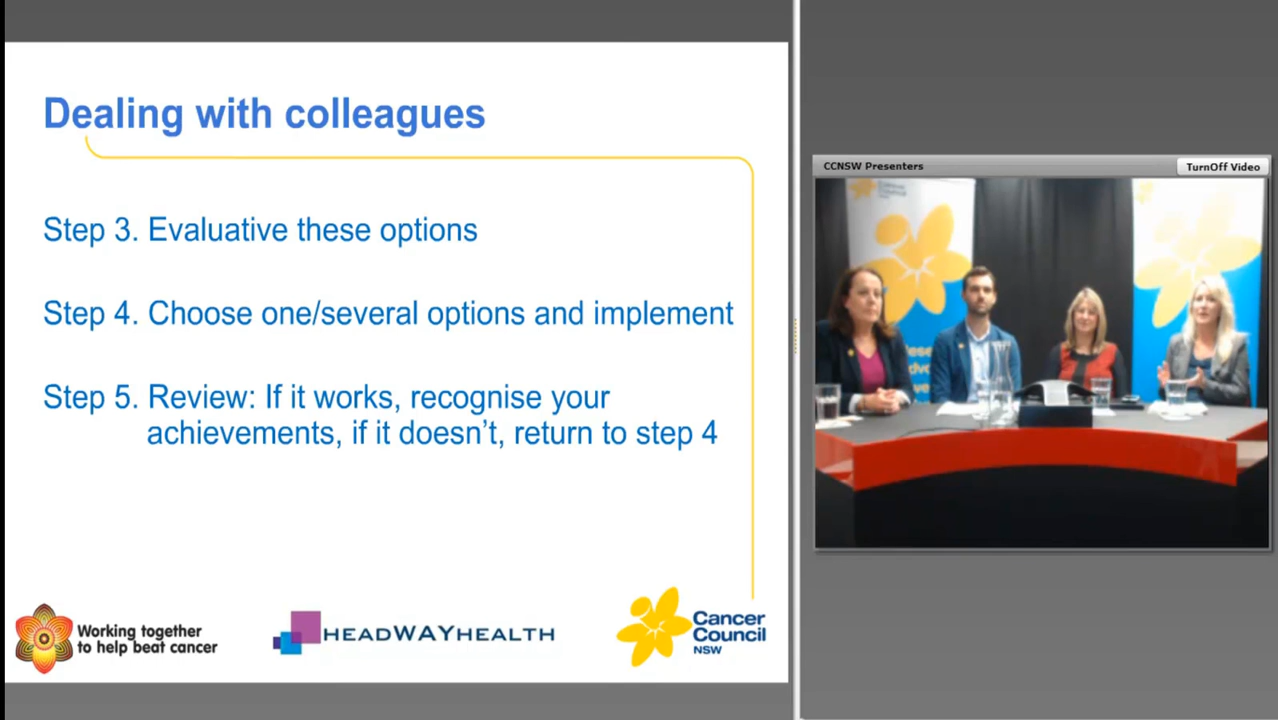 Dealing with colleagues
Step 3. Evaluative these options
Step 4. Choose one/several options and implement
Step 5. Review: If it works, recognise your
achievements, if it doesn't, return to step 4
Working together
to help beat cancer
HEADWAYHEALTH
Cancer
Council
NSW
CCNSW Presenters
TurnOff Video
Cancer
Council